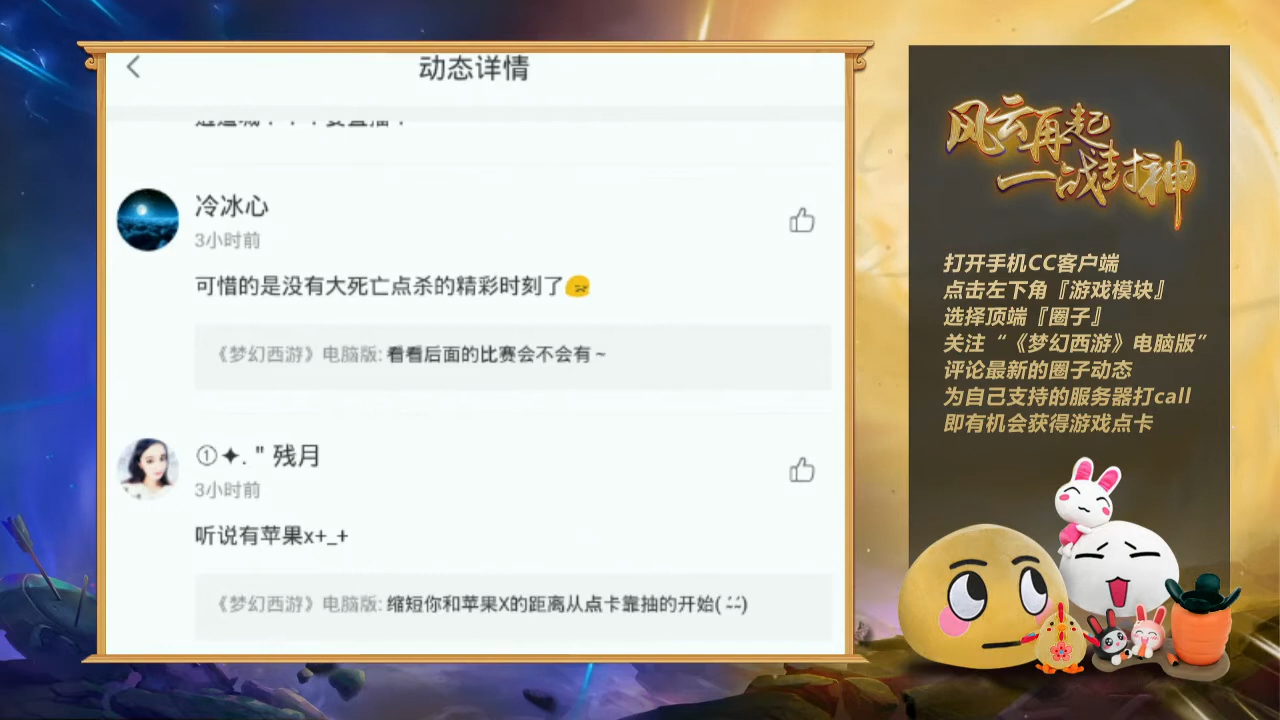 动态详情
冷冰心
3小时前
可惜的是没有大死亡点杀的精彩时刻了
《梦幻西游》电脑版: 看看后面的比赛会不会有~
①✦. " 残月
3小时前
听说有苹果x+_+
《梦幻西游》电脑版: 缩短你和苹果X的距离从点卡靠抽的开始(˙˘˙)
风云再起
一战封神
打开手机CC客户端
点击左下角『游戏模块』
选择顶端『圈子』
关注“《梦幻西游》电脑版”
评论最新的圈子动态
为自己支持的服务器打call
即有机会获得游戏点卡